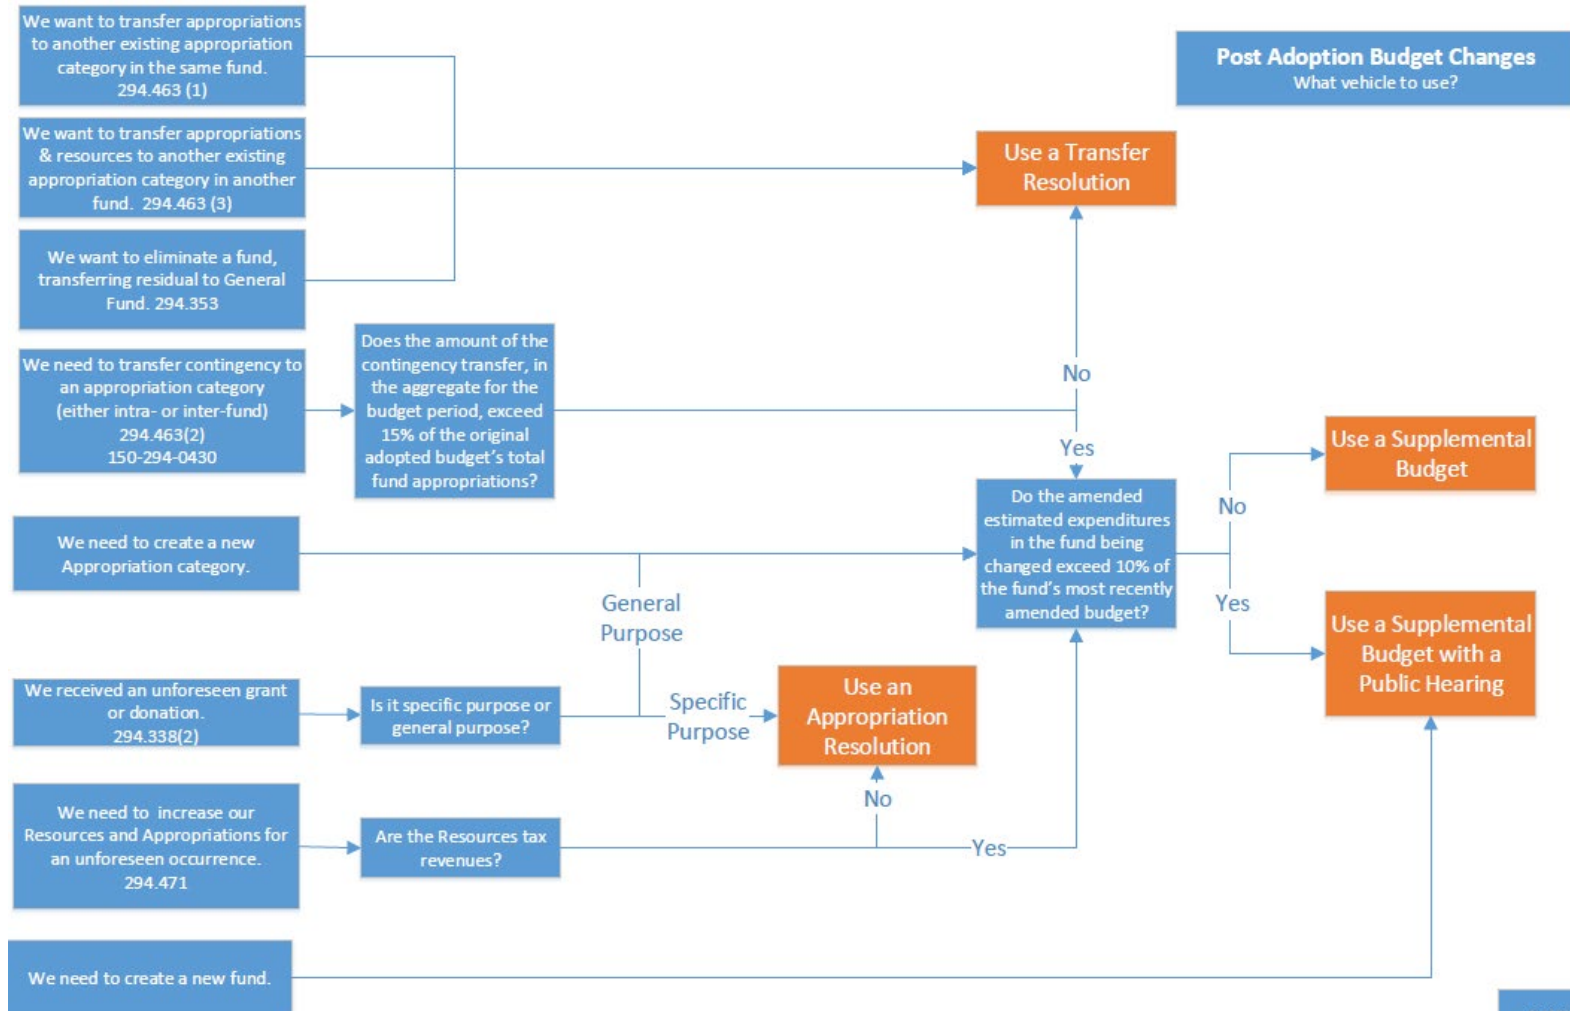 We want to transfer appropriations
to another existing appropriation
category in the same fund.
294.463 (1)
Post Adoption Budget Changes
What vehicle to use?
We want to transfer appropriations
& resources to another existing
appropriation category in another
fund. 294.463 (3)
Use a Transfer
Resolution
We want to eliminate a fund,
transferring residual to General
Fund. 294.353
We need to transfer contingency to
an appropriation category
(either intra- or inter-fund)
294.463(2)
150-294-0430
Does the amount of the
contingency transfer, in
the aggregate for the
budget period, exceed
15% of the original
adopted budget's total
fund appropriations?
No
Yes
Use a Supplemental
Budget
Do the amended
estimated expenditures
in the fund being
changed exceed 10% of
the fund's most recently
amended budget?
No
Yes
We need to create a new
Appropriation category.
General
Purpose
Use a Supplemental
Budget with a
Public Hearing
We received an unforeseen grant
or donation.
294.338(2)
Is it specific purpose or
general purpose?
Specific
Purpose
Use an
Appropriation
Resolution
We need to  increase our
Resources and Appropriations for
an unforeseen occurrence.
294.471
Are the Resources tax
revenues?
No
Yes
We need to create a new fund.